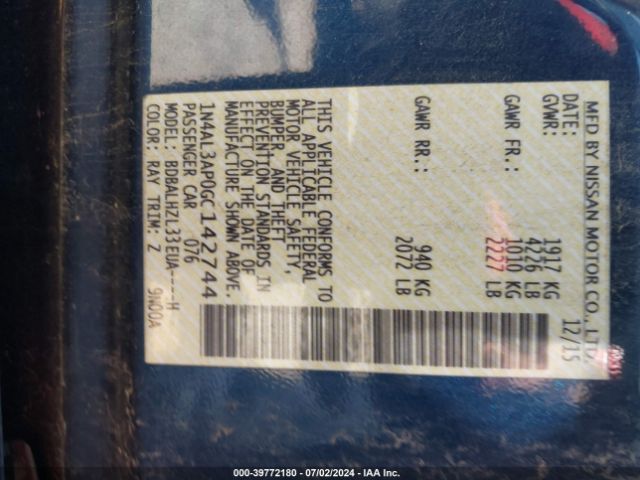 MFD BY NISSAN MOTOR CO., LTD.
DATE: 12/15
GVWR: 1917 KG
4226 LB
GAWR FR.: 1010 KG
2227 LB
GAWR RR.: 940 KG
2072 LB
THIS VEHICLE CONFORMS TO
ALL APPLICABLE FEDERAL
MOTOR VEHICLE SAFETY,
BUMPER, AND THEFT
PREVENTION STANDARDS IN
EFFECT ON THE DATE OF
MANUFACTURE SHOWN ABOVE.
1N4AL3AP0GC142744
PASSENGER CAR 076
MODEL: BDBALHZL33EUA----H
COLOR: RAY TRIM: Z 9N00A
000-39772180 - 07/02/2024 - IAA Inc.